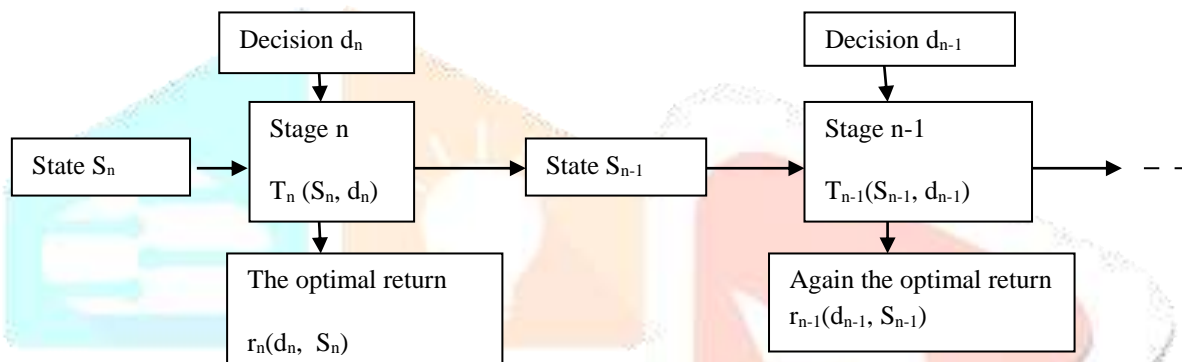 Decision dₙ
Decision dₙ₋₁
Stage n
Tₙ (Sₙ, dₙ)
Stage n-1
Tₙ₋₁(Sₙ₋₁, dₙ₋₁)
State Sₙ
State Sₙ₋₁
The optimal return
rₙ(dₙ, Sₙ)
Again the optimal return
rₙ₋₁(dₙ₋₁, Sₙ₋₁)